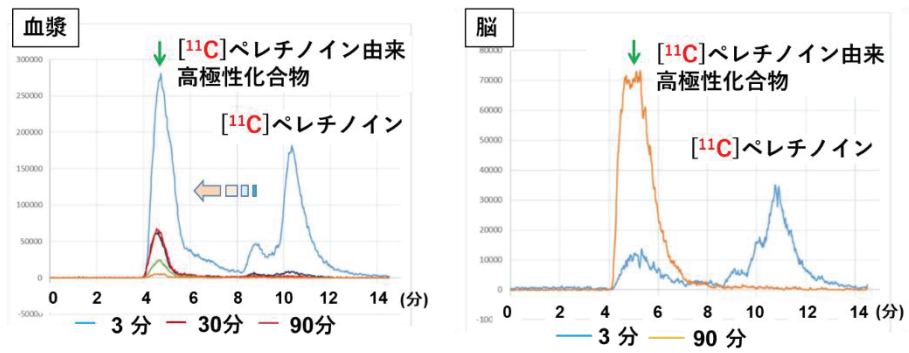 血漿
[¹¹C]ペレチノイン由来
高極性化合物
[¹¹C]ペレチノイン
300000
250000
200000
150000
100000
50000
0
0 2 4 6 8 10 12 14 (分)
3 分 30分 90分
脳
[¹¹C]ペレチノイン由来
高極性化合物
[¹¹C]ペレチノイン
80000
70000
60000
50000
40000
30000
20000
10000
0
0 2 4 6 8 10 12 14 (分)
3 分 90 分